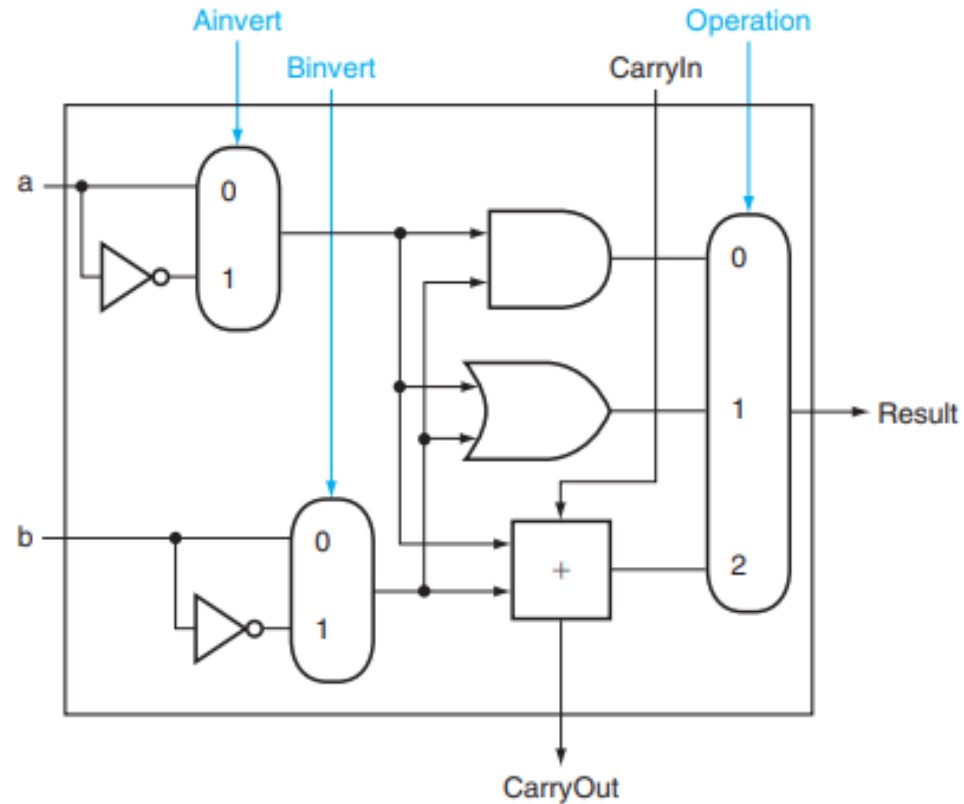 Ainvert
Operation
Binvert
CarryIn
a
0
1
0
1
Result
b
0
1
+
2
CarryOut